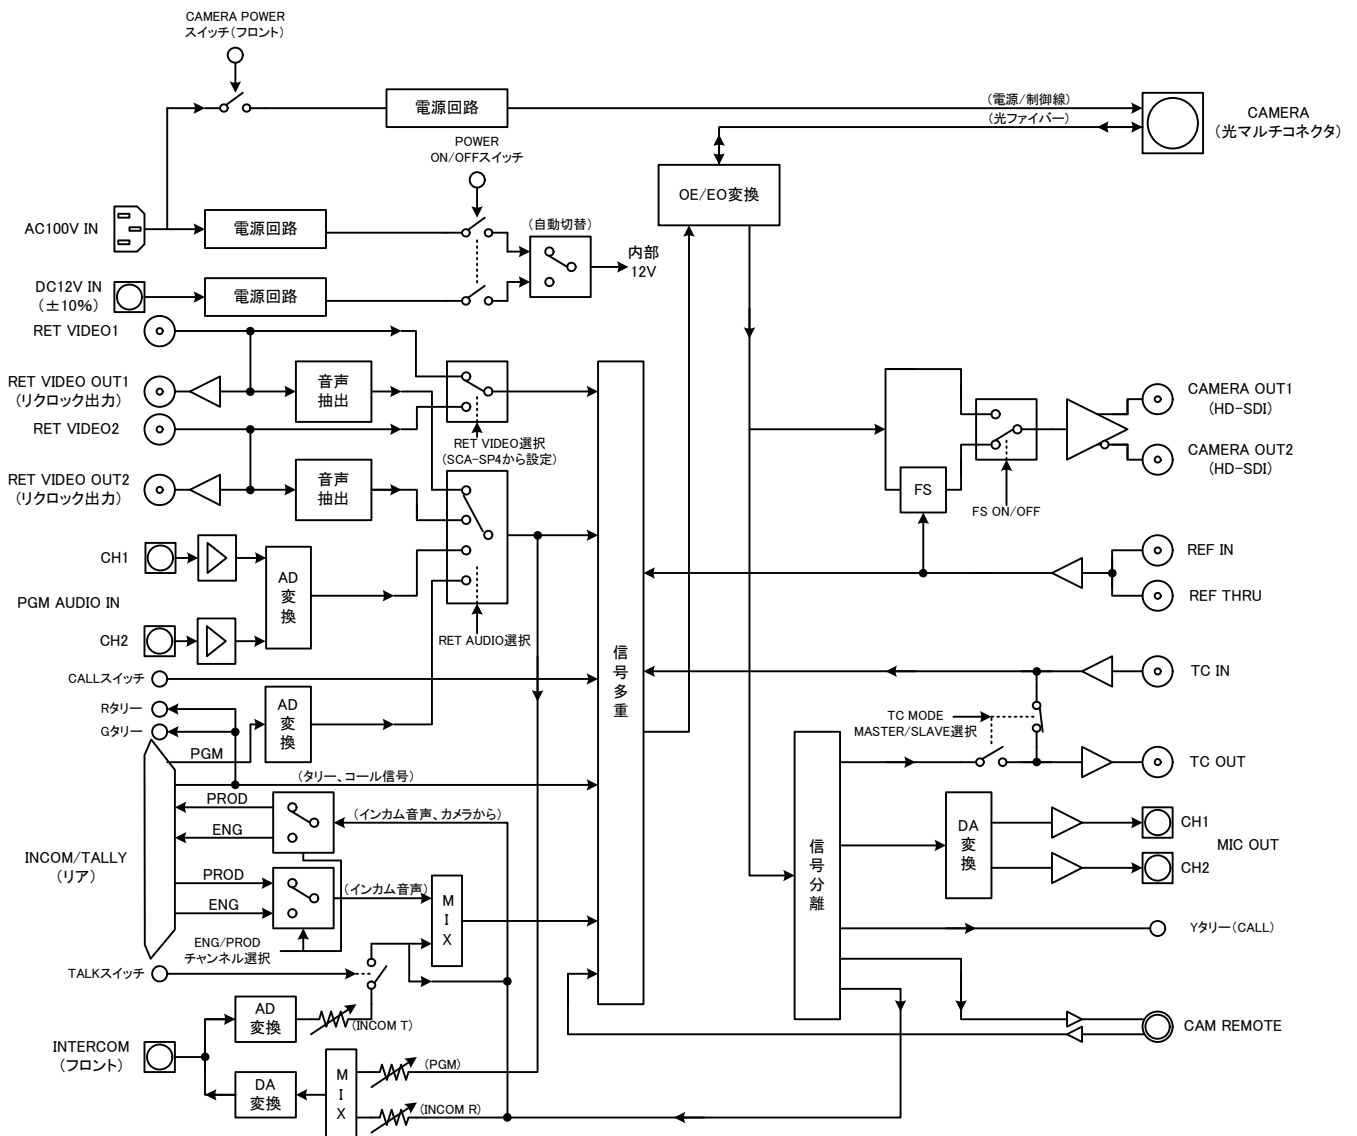 CAMERA POWER
スイッチ(フロント)
電源回路
(電源/制御線)
(光ファイバー)
CAMERA
(光マルチコネクタ)
POWER
ON/OFFスイッチ
OE/EO変換
AC100V IN
電源回路
(自動切替)
内部
12V
DC12V IN
(±10%)
電源回路
RET VIDEO1
RET VIDEO OUT1
(リクロック出力)
音声
抽出
RET VIDEO2
RET VIDEO選択
(SCA-SP4から設定)
RET VIDEO OUT2
(リクロック出力)
音声
抽出
CAMERA OUT1
(HD-SDI)
CAMERA OUT2
(HD-SDI)
FS
FS ON/OFF
CH1
AD
変
換
PGM AUDIO IN
CH2
RET AUDIO選択
REF IN
REF THRU
信
号
多
重
CALLスイッチ
TC IN
Rタリー
Gタリー
AD
変
換
PGM
TC MODE
MASTER/SLAVE選択
TC OUT
(タリー、コール信号)
PROD
ENG
(インカム音声、カメラから)
INCOM/TALLY
(リア)
PROD
ENG
(インカム音声)
M
I
X
ENG/PROD
チャンネル選択
信
号
分
離
DA
変
換
CH1
MIC OUT
CH2
Yタリー(CALL)
TALKスイッチ
AD
変換
(INCOM T)
INTERCOM
(フロント)
DA
変換
M
I
X
(PGM)
(INCOM R)
CAM REMOTE